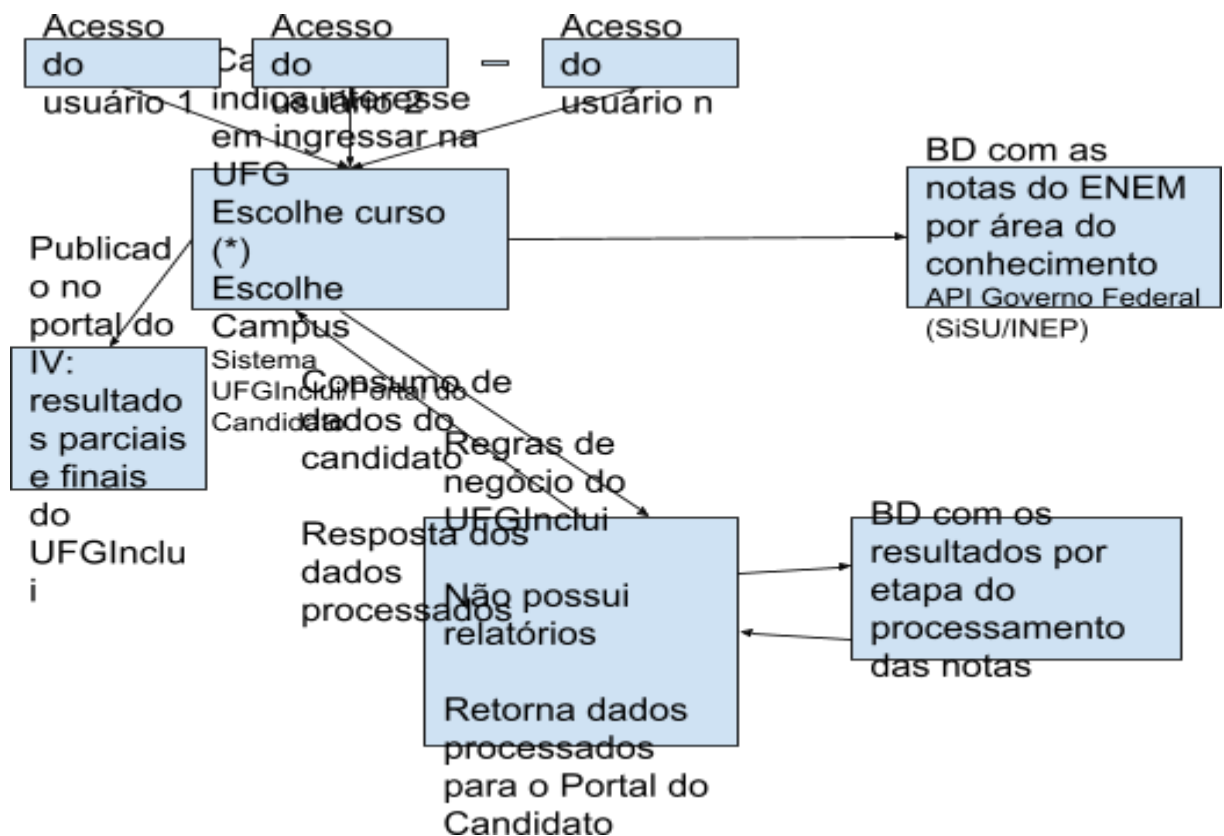 Acesso
do
usuário 1
Acesso
do
usuário 2
Acesso
do
usuário n
indica interesse
em ingressar na
UFG
Escolhe curso
(*)
Escolhe
Campus
Sistema
UFGInclui/Portal do
Candidato
BD com as
notas do ENEM
por área do
conhecimento
API Governo Federal
(SiSU/INEP)
Publicad
o no
portal do
IV:
resultado
s parciais
e finais
do
UFGInclu
i
Consumo de
dados do
candidato
Resposta dos
dados
processados
Regras de
negócio do
UFGInclui
Não possui
relatórios
Retorna dados
processados
para o Portal do
Candidato
BD com os
resultados por
etapa do
processamento
das notas